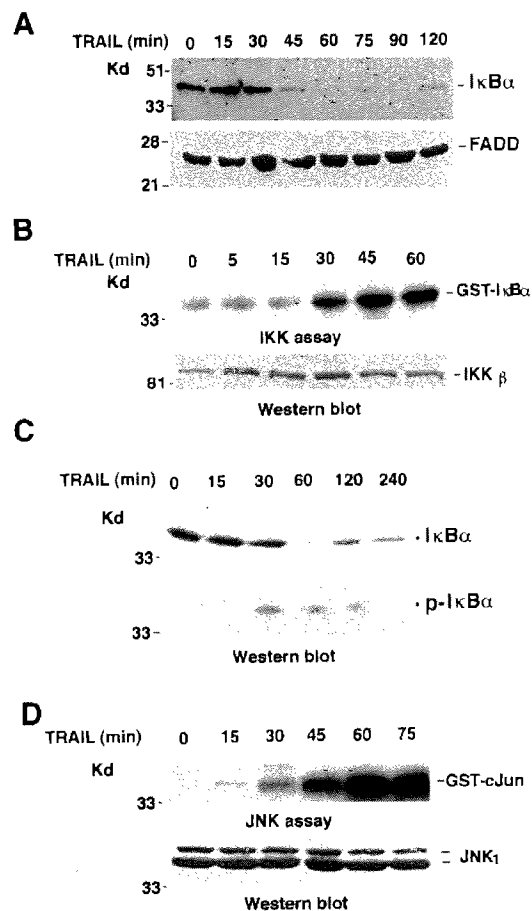 A
TRAIL (min) 0 15 30 45 60 75 90 120
Kd
51
IκBα
33
28
FADD
21
B
TRAIL (min) 0 5 15 30 45 60
Kd
GST-IκBα
33
IKK assay
IKK β
81
Western blot
C
TRAIL (min) 0 15 30 60 120 240
Kd
IκBα
33
p-IκBα
33
Western blot
D
TRAIL (min) 0 15 30 45 60 75
Kd
GST-cJun
33
JNK assay
JNK1
33
Western blot